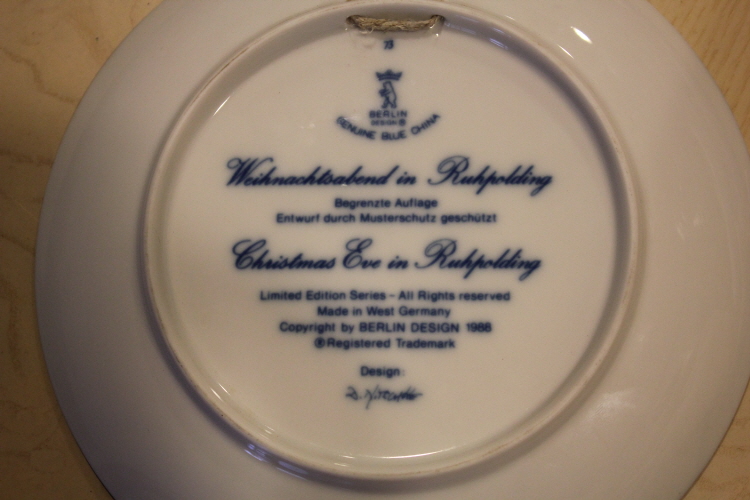 BERLIN
DESIGN ®
GENUINE BLUE CHINA
Weihnachtsabend in Ruhpolding
Begrenzte Auflage
Entwurf durch Musterschutz geschützt
Christmas Eve in Ruhpolding
Limited Edition Series - All Rights reserved
Made in West Germany
Copyright by BERLIN DESIGN 1988
® Registered Trademark
Design: